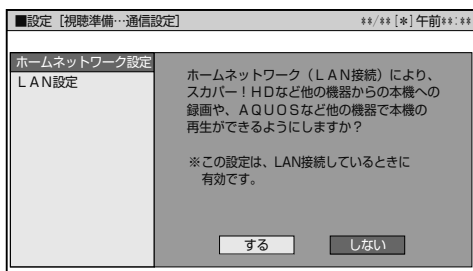 ■設定［視聴準備…通信設定］ **/**[*]午前**:**
ホームネットワーク設定
ＬＡＮ設定
ホームネットワーク（ＬＡＮ接続）により、
スカパー！ＨＤなど他の機器からの本機への
録画や、ＡＱＵＯＳなど他の機器で本機の
再生ができるようにしますか？
※この設定は、LAN接続しているときに
有効です。
する しない